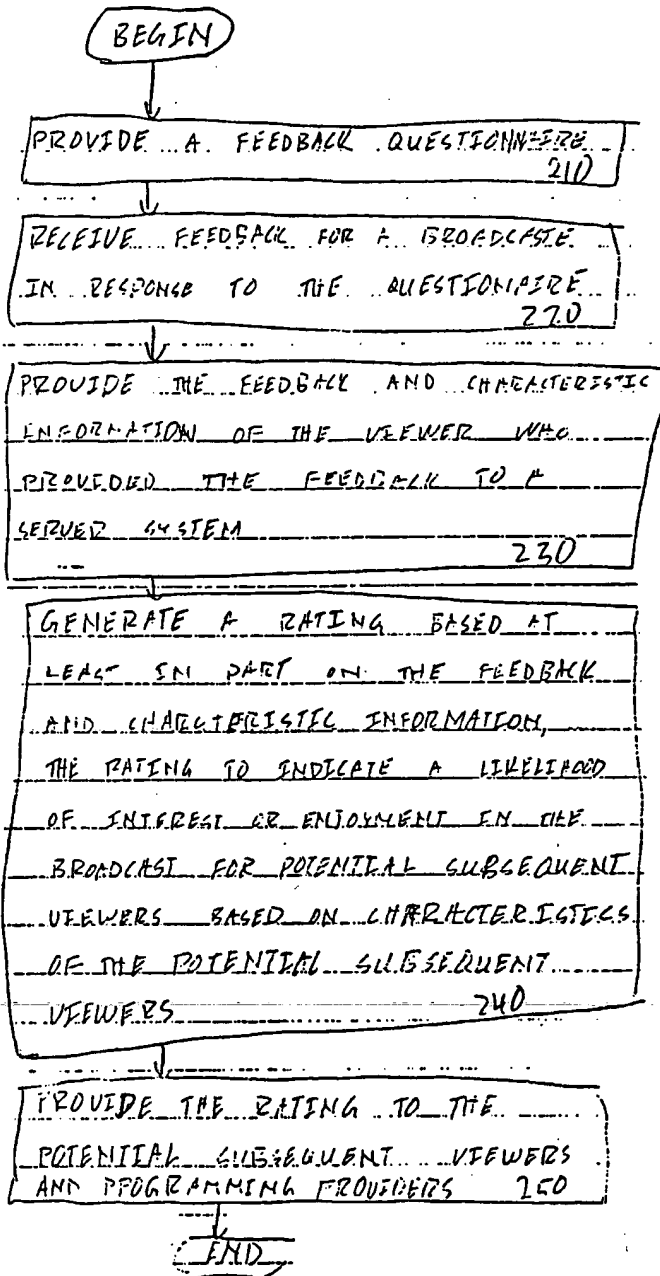 BEGIN
PROVIDE A FEEDBACK QUESTIONNAIRE
210
RECEIVE FEEDBACK FOR A BROADCASTE
IN RESPONSE TO THE QUESTIONAIRE
220
PROVIDE THE FEEDBACK AND CHARACTERISTIC
INFORMATION OF THE VIEWER WHO
PROVIDED THE FEEDBACK TO A
SERVER SYSTEM
230
GENERATE A RATING BASED AT
LEAST IN PART ON THE FEEDBACK
AND CHARCTERISTIC INFORMATION,
THE RATING TO INDICATE A LIKELIHOOD
OF INTEREST OR ENJOYMENT IN THE
BROADCAST FOR POTENTIAL SUBSEQUENT
VIEWERS BASED ON CHARACTERISTICS
OF THE POTENTIAL SUBSEQUENT
VIEWERS 240
PROVIDE THE RATING TO THE
POTENTIAL SUBSEQUENT VIEWERS
AND PROGRAMMING PROVIDERS 250
END